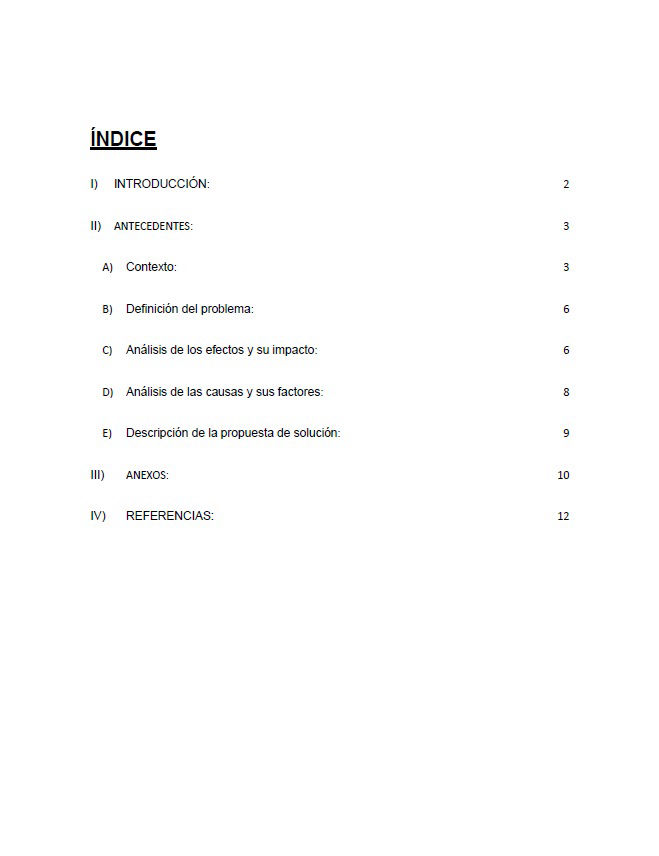 ÍNDICE
I) INTRODUCCIÓN: 2
II) ANTECEDENTES: 3
A) Contexto: 3
B) Definición del problema: 6
C) Análisis de los efectos y su impacto: 6
D) Análisis de las causas y sus factores: 8
E) Descripción de la propuesta de solución: 9
III) ANEXOS: 10
IV) REFERENCIAS: 12